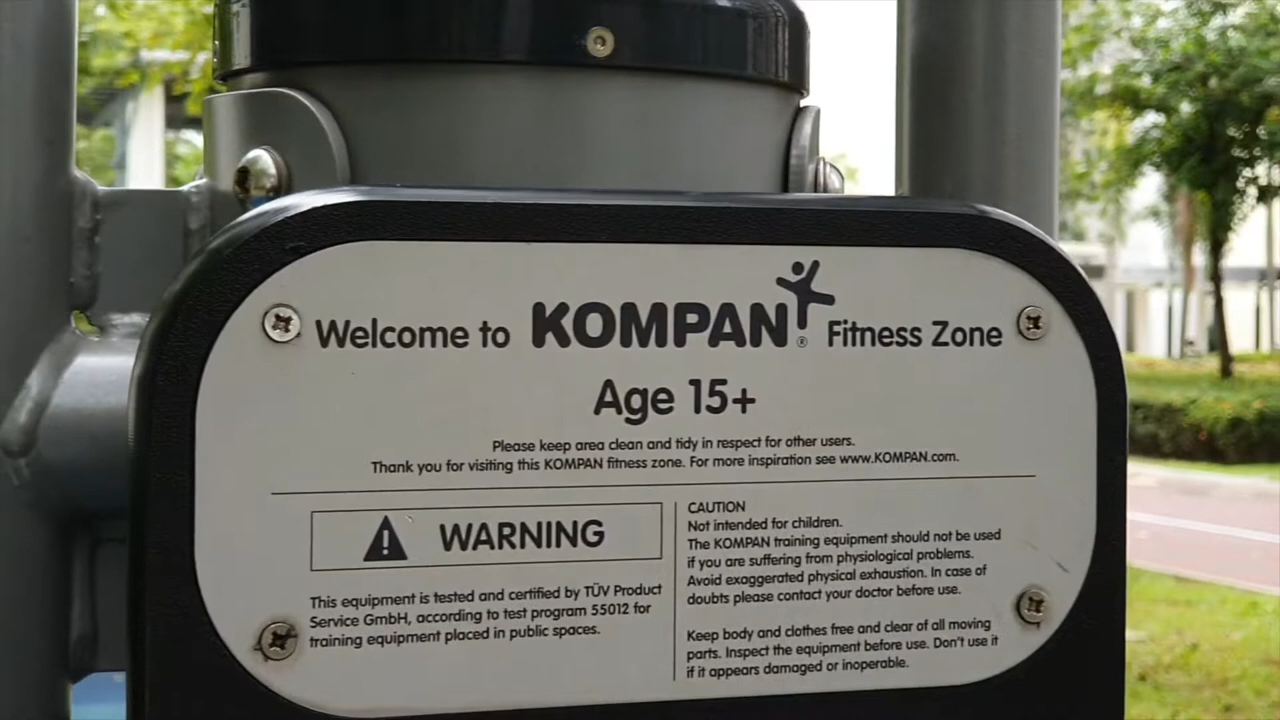 Welcome to KOMPAN® Fitness Zone
Age 15+
Please keep area clean and tidy in respect for other users.
Thank you for visiting this KOMPAN fitness zone. For more inspiration see www.KOMPAN.com.
WARNING
This equipment is tested and certified by TÜV Product
Service GmbH, according to test program 55012 for
training equipment placed in public spaces.
CAUTION
Not intended for children.
The KOMPAN training equipment should not be used
if you are suffering from physiological problems.
Avoid exaggerated physical exhaustion. In case of
doubts please contact your doctor before use.
Keep body and clothes free and clear of all moving
parts. Inspect the equipment before use. Don't use it
if it appears damaged or inoperable.